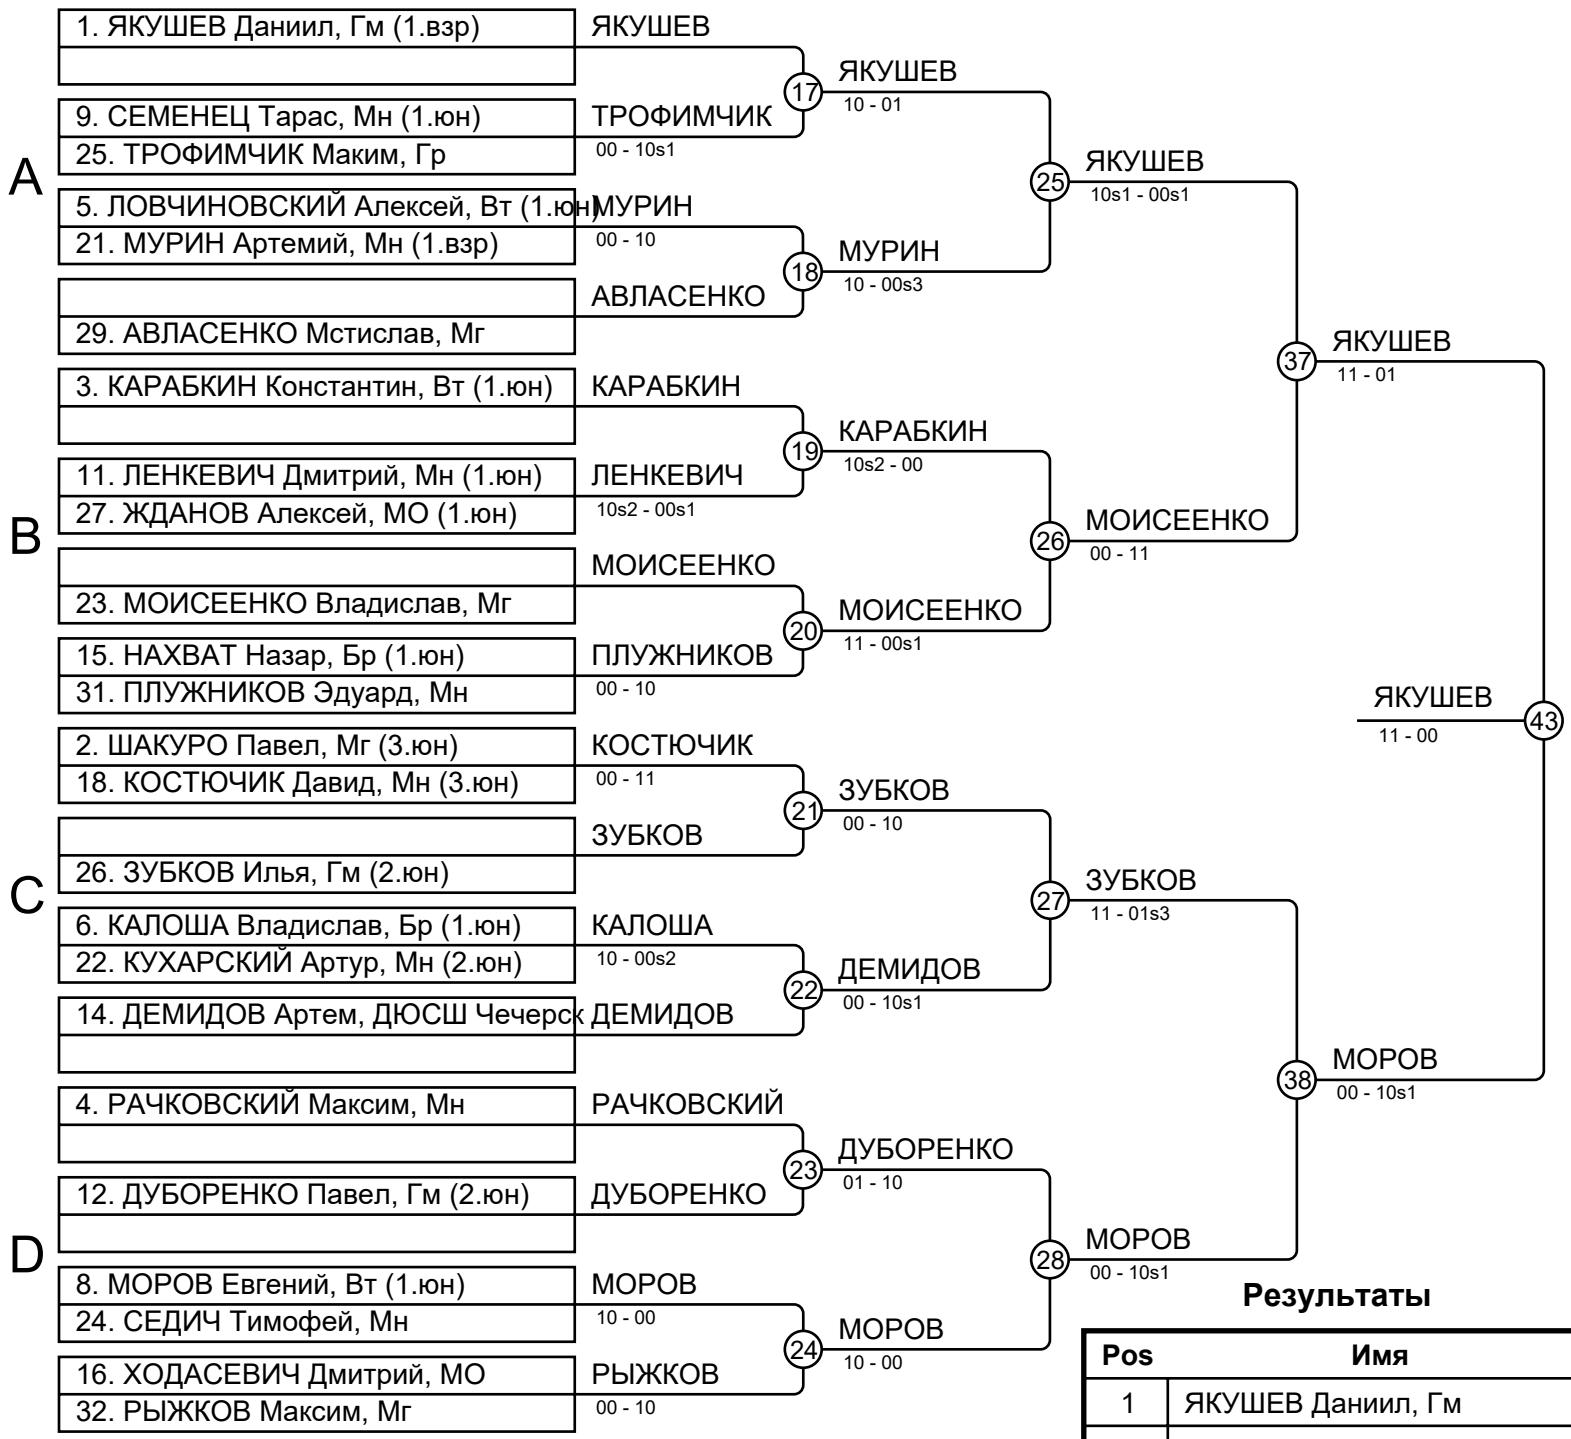 1. ЯКУШЕВ Даниил, Гм (1.взр)
ЯКУШЕВ
17
ЯКУШЕВ
10 - 01
9. СЕМЕНЕЦ Тарас, Мн (1.юн)
ТРОФИМЧИК
25. ТРОФИМЧИК Маким, Гр
00 - 10s1
A
25
ЯКУШЕВ
10s1 - 00s1
5. ЛОВЧИНОВСКИЙ Алексей, Вт (1.юн)
МУРИН
21. МУРИН Артемий, Мн (1.взр)
00 - 10
18
МУРИН
10 - 00s3
АВЛАСЕНКО
29. АВЛАСЕНКО Мстислав, Мг
37
ЯКУШЕВ
11 - 01
3. КАРАБКИН Константин, Вт (1.юн)
КАРАБКИН
19
КАРАБКИН
10s2 - 00
11. ЛЕНКЕВИЧ Дмитрий, Мн (1.юн)
ЛЕНКЕВИЧ
27. ЖДАНОВ Алексей, МО (1.юн)
10s2 - 00s1
B
26
МОИСЕЕНКО
00 - 11
МОИСЕЕНКО
23. МОИСЕЕНКО Владислав, Мг
20
МОИСЕЕНКО
11 - 00s1
15. НАХВАТ Назар, Бр (1.юн)
ПЛУЖНИКОВ
31. ПЛУЖНИКОВ Эдуард, Мн
00 - 10
ЯКУШЕВ
43
11 - 00
2. ШАКУРО Павел, Мг (3.юн)
КОСТЮЧИК
18. КОСТЮЧИК Давид, Мн (3.юн)
00 - 11
21
ЗУБКОВ
00 - 10
ЗУБКОВ
26. ЗУБКОВ Илья, Гм (2.юн)
C
27
ЗУБКОВ
11 - 01s3
6. КАЛОША Владислав, Бр (1.юн)
КАЛОША
22. КУХАРСКИЙ Артур, Мн (2.юн)
10 - 00s2
22
ДЕМИДОВ
00 - 10s1
14. ДЕМИДОВ Артем, ДЮСШ Чечерск
ДЕМИДОВ
38
МОРОВ
00 - 10s1
4. РАЧКОВСКИЙ Максим, Мн
РАЧКОВСКИЙ
23
ДУБОРЕНКО
01 - 10
12. ДУБОРЕНКО Павел, Гм (2.юн)
ДУБОРЕНКО
D
28
МОРОВ
00 - 10s1
8. МОРОВ Евгений, Вт (1.юн)
МОРОВ
24. СЕДИЧ Тимофей, Мн
10 - 00
24
МОРОВ
10 - 00
16. ХОДАСЕВИЧ Дмитрий, МО
РЫЖКОВ
32. РЫЖКОВ Максим, Мг
00 - 10
Результаты
Pos Имя
1 ЯКУШЕВ Даниил, Гм